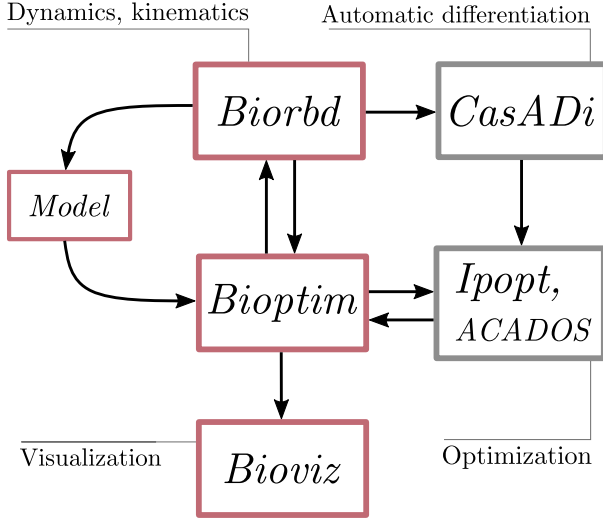 Dynamics, kinematics
Automatic differentiation
Biorbd
CasADi
Model
Bioptim
Ipopt,
ACADOS
Visualization
Bioviz
Optimization